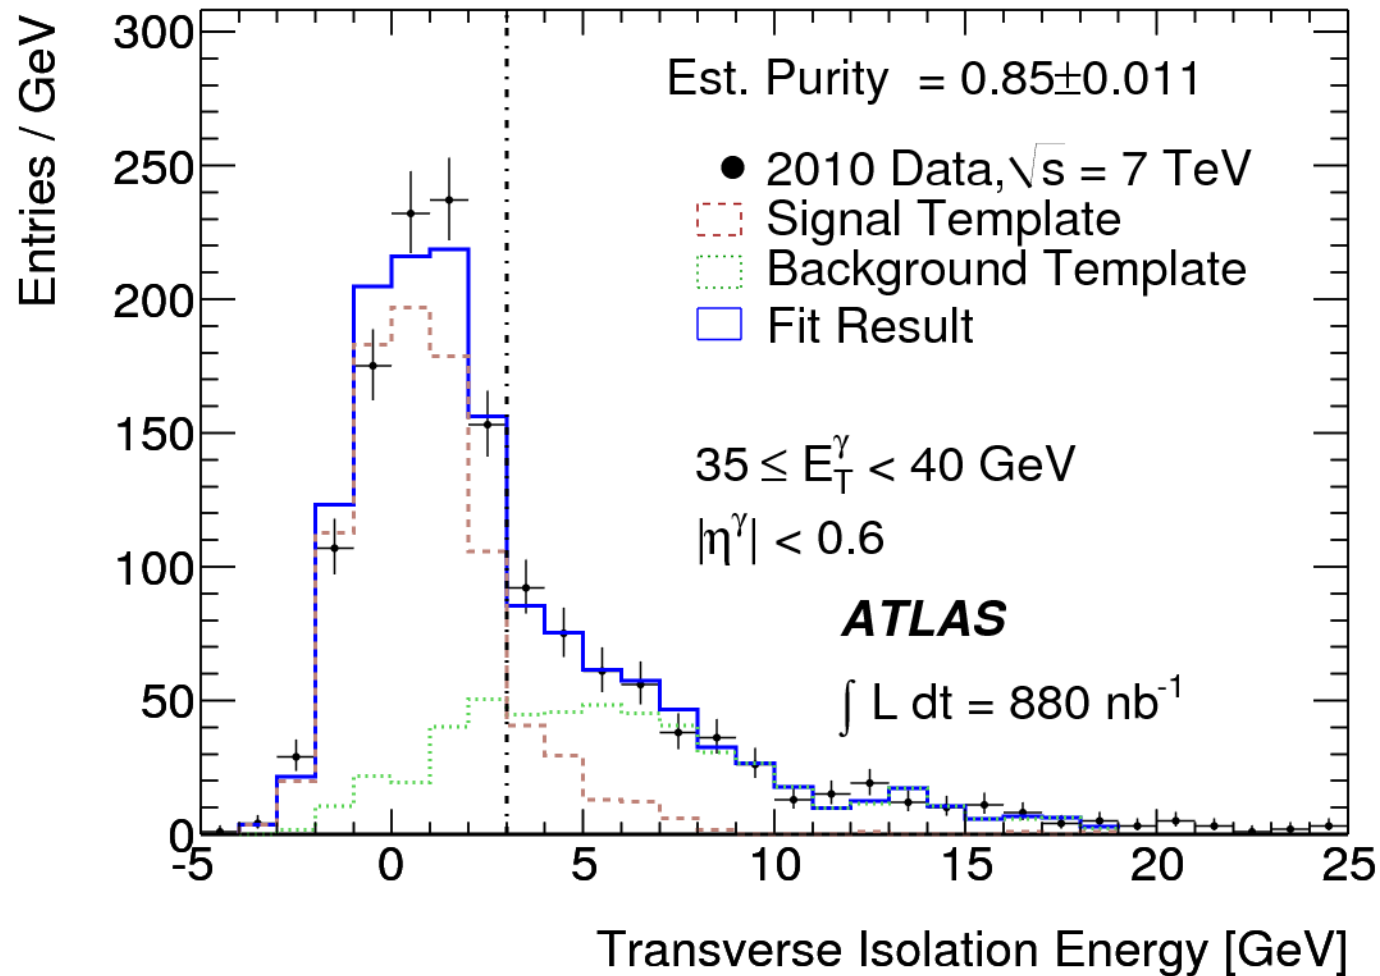 Entries / GeV
300
250
200
150
100
50
0
Est. Purity = 0.85±0.011
2010 Data, √s = 7 TeV
Signal Template
Background Template
Fit Result
35 ≤ E_T^γ < 40 GeV
|η^γ| < 0.6
ATLAS
∫ L dt = 880 nb⁻¹
-5 0 5 10 15 20 25
Transverse Isolation Energy [GeV]